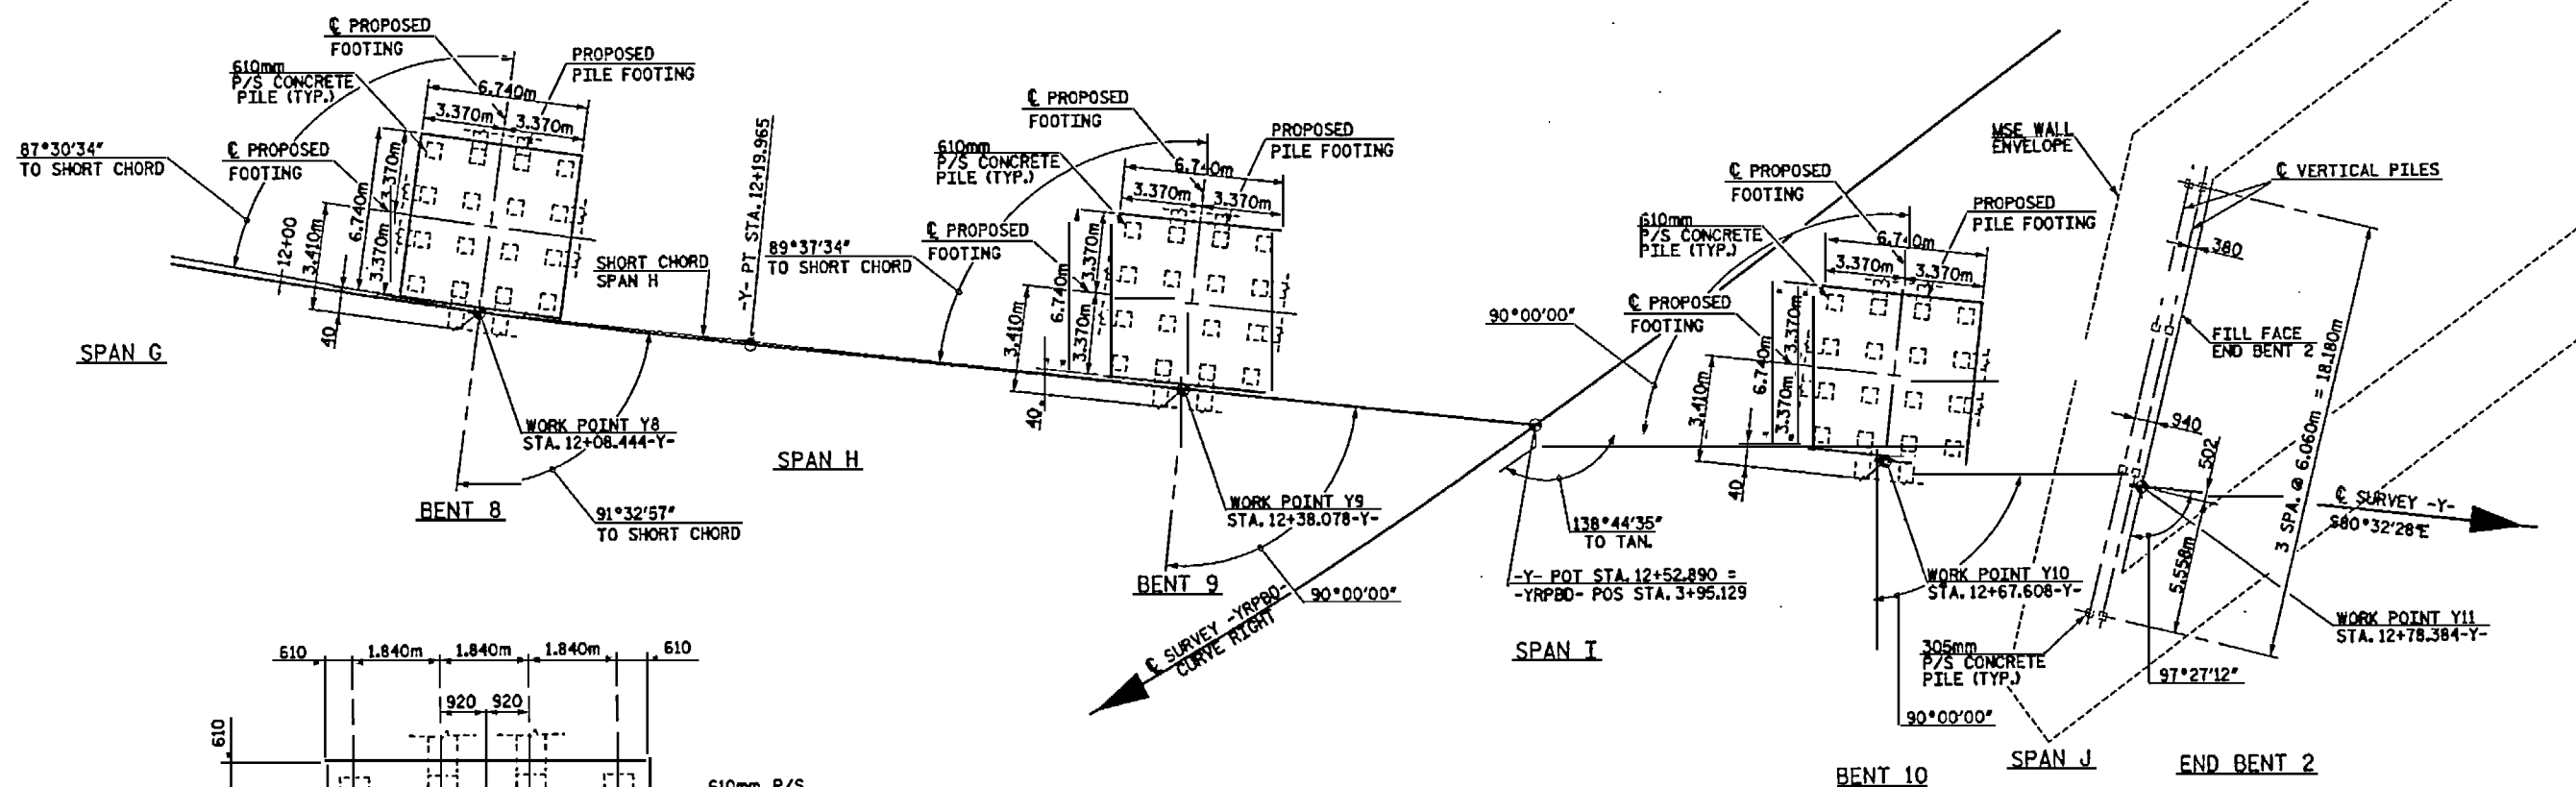 ℄ PROPOSED
FOOTING
PROPOSED
PILE FOOTING
610mm
P/S CONCRETE
PILE (TYP.)
6.740m
3.370m
3.370m
87°30'34"
TO SHORT CHORD
℄ PROPOSED
FOOTING
12+00
3.410m
6.740m
3.370m
3.370m
40
SPAN G
WORK POINT Y8
STA. 12+08.444-Y-
BENT 8
91°32'57"
TO SHORT CHORD
SHORT CHORD
SPAN H
-Y- PT STA. 12+19.965
SPAN H
89°37'34"
TO SHORT CHORD
℄ PROPOSED
FOOTING
PROPOSED
PILE FOOTING
610mm
P/S CONCRETE
PILE (TYP.)
6.740m
3.370m
3.370m
℄ PROPOSED
FOOTING
3.410m
6.740m
3.370m
3.370m
40
WORK POINT Y9
STA. 12+38.078-Y-
BENT 9
90°00'00"
℄ SURVEY -YRPBD-
CURVE RIGHT
90°00'00"
138°44'35"
TO TAN.
-Y- POT STA. 12+52.890 =
-YRPBD- POS STA. 3+95.129
SPAN I
℄ PROPOSED
FOOTING
PROPOSED
PILE FOOTING
610mm
P/S CONCRETE
PILE (TYP.)
6.740m
3.370m
3.370m
℄ PROPOSED
FOOTING
3.410m
6.740m
3.370m
3.370m
40
WORK POINT Y10
STA. 12+67.608-Y-
90°00'00"
BENT 10
MSE WALL
ENVELOPE
℄ VERTICAL PILES
380
FILL FACE
END BENT 2
940
502
3 SPA. @ 6.060m = 18.180m
5.558m
℄ SURVEY -Y-
S80°32'28"E
WORK POINT Y11
STA. 12+78.384-Y-
305mm
P/S CONCRETE
PILE (TYP.)
97°27'12"
SPAN J
END BENT 2
610
1.840m
1.840m
1.840m
610
920
920
610
610mm P/S